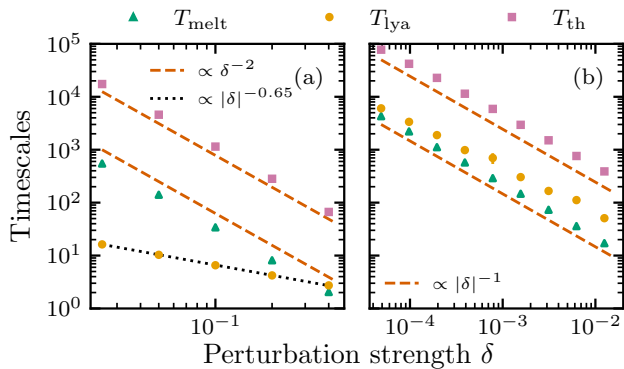 T_melt T_lya T_th
Timescales
10^5
10^4
10^3
10^2
10^1
10^0
∝ δ^−2
∝ |δ|^−0.65
(a)
(b)
∝ |δ|^−1
10^−1
10^−4 10^−3 10^−2
Perturbation strength δ